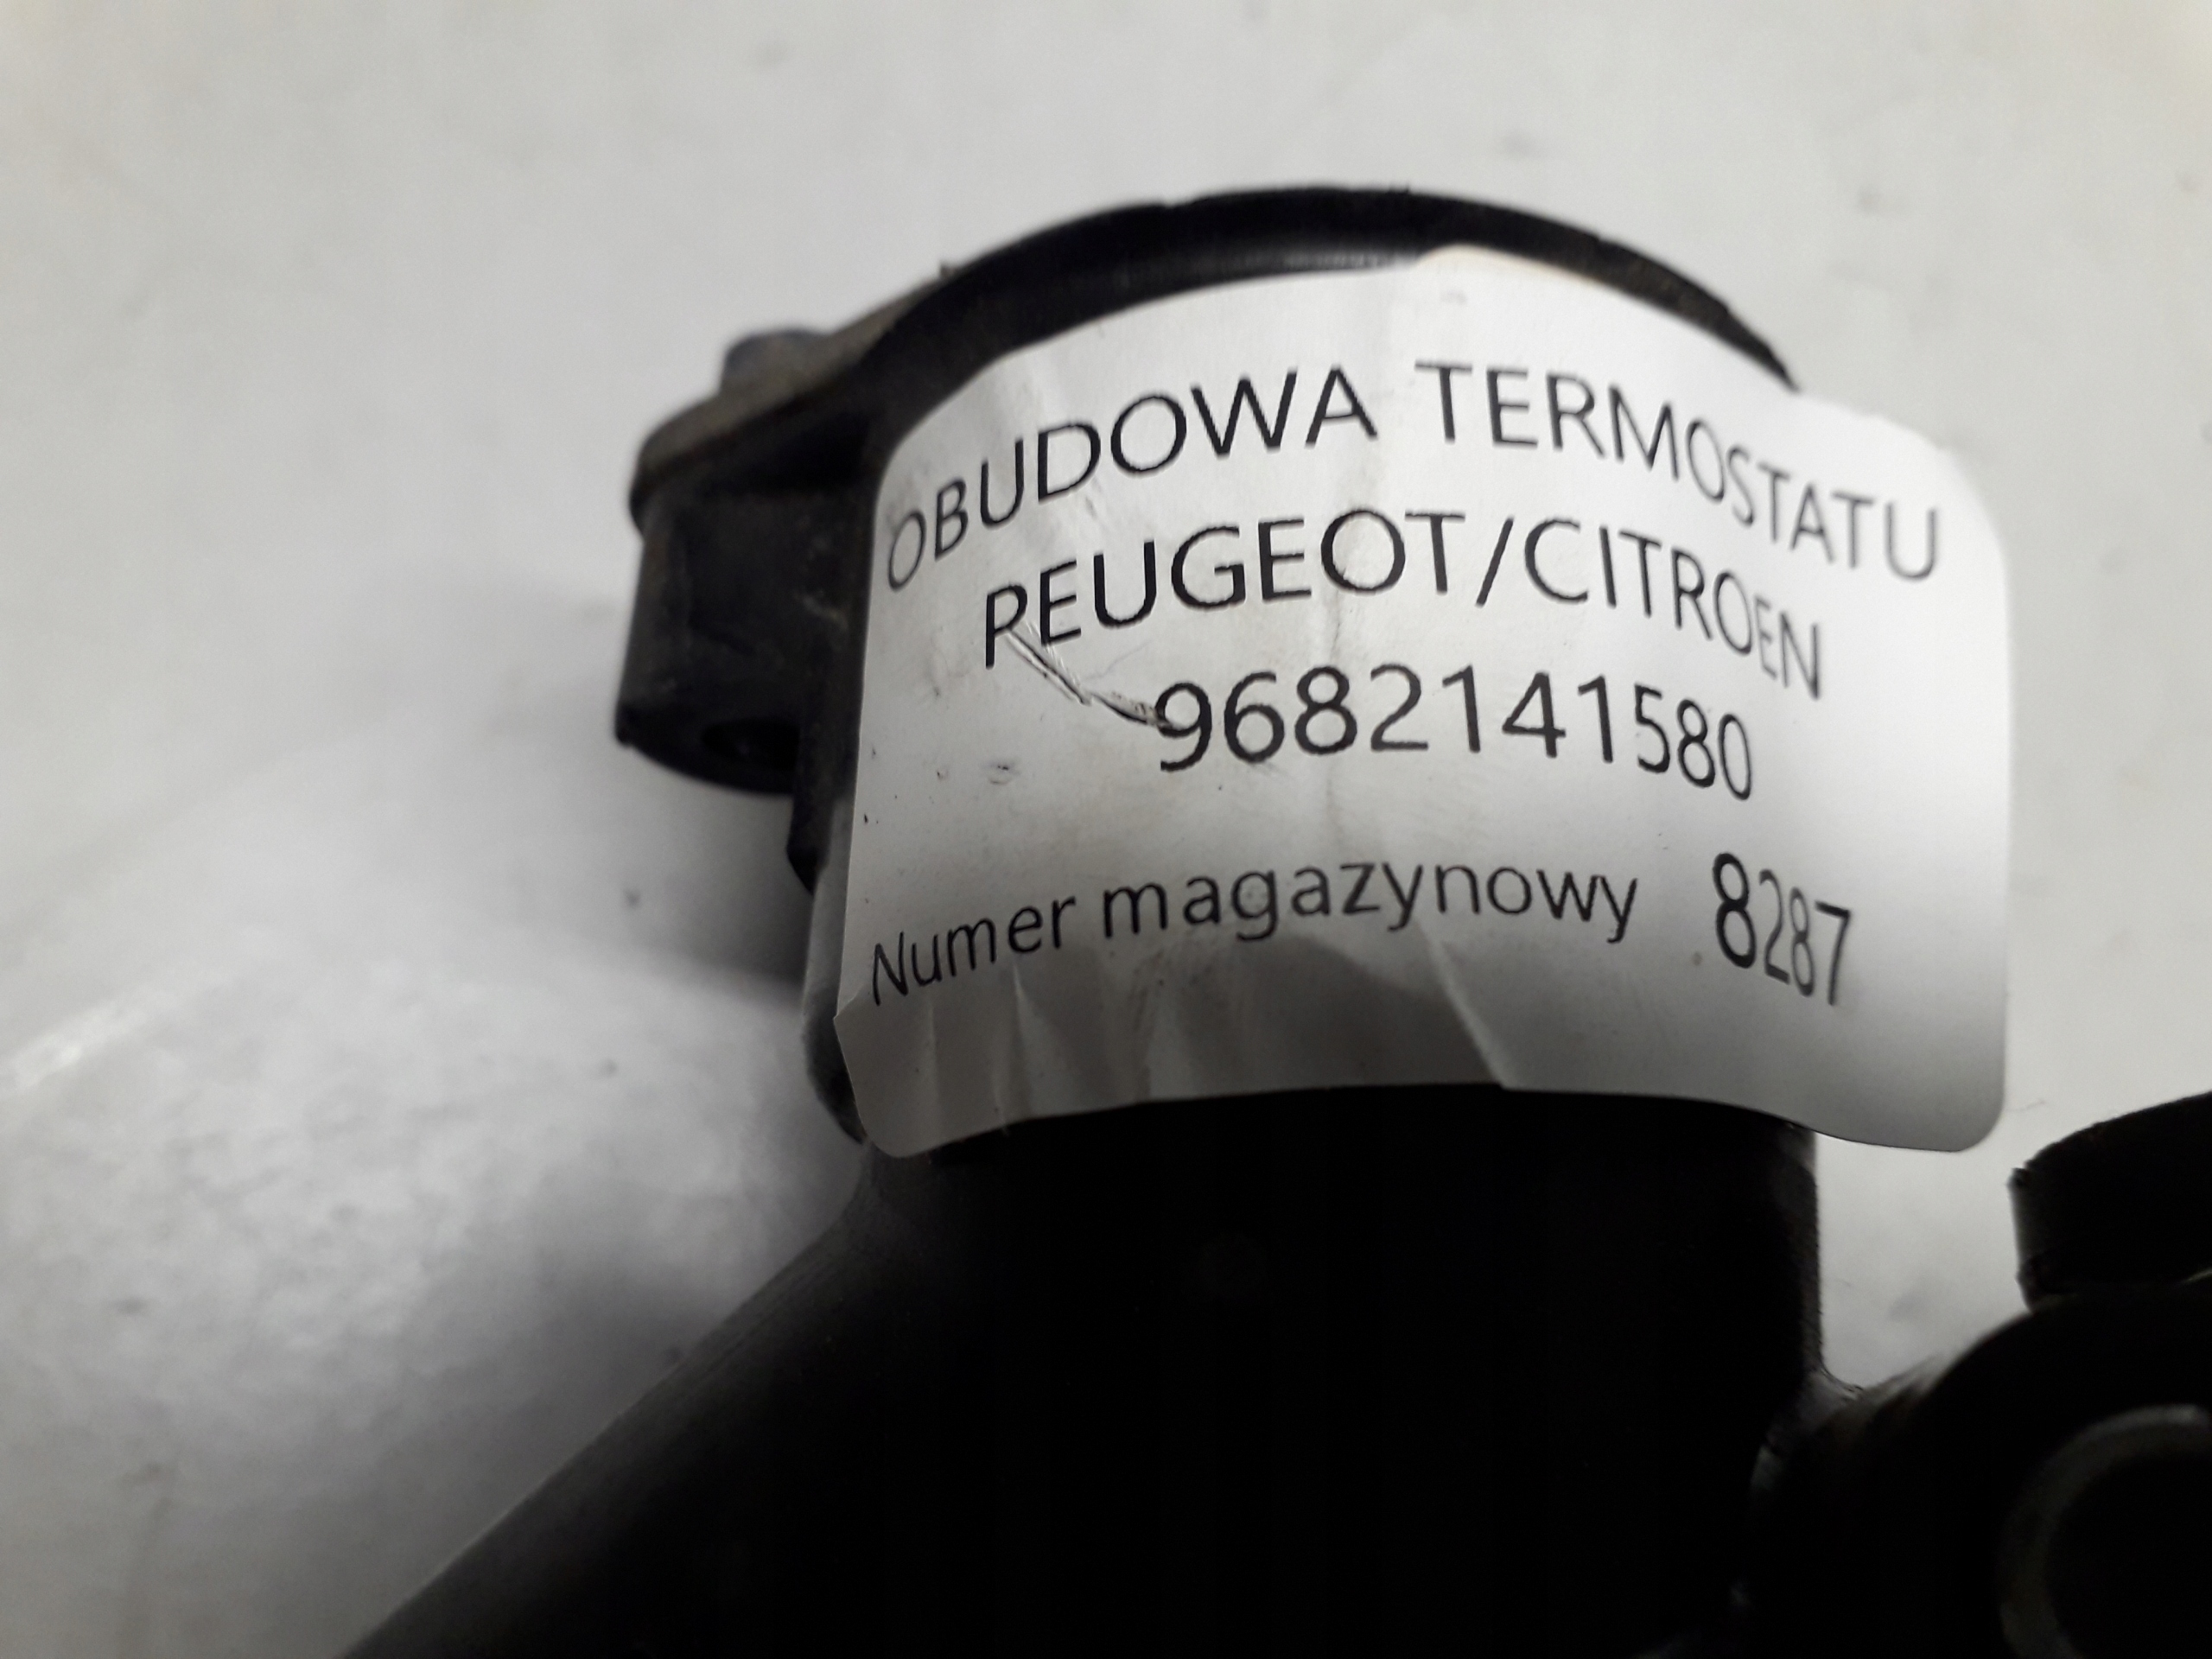 OBUDOWA TERMOSTATU
PEUGEOT/CITROEN
9682141580
Numer magazynowy 8287